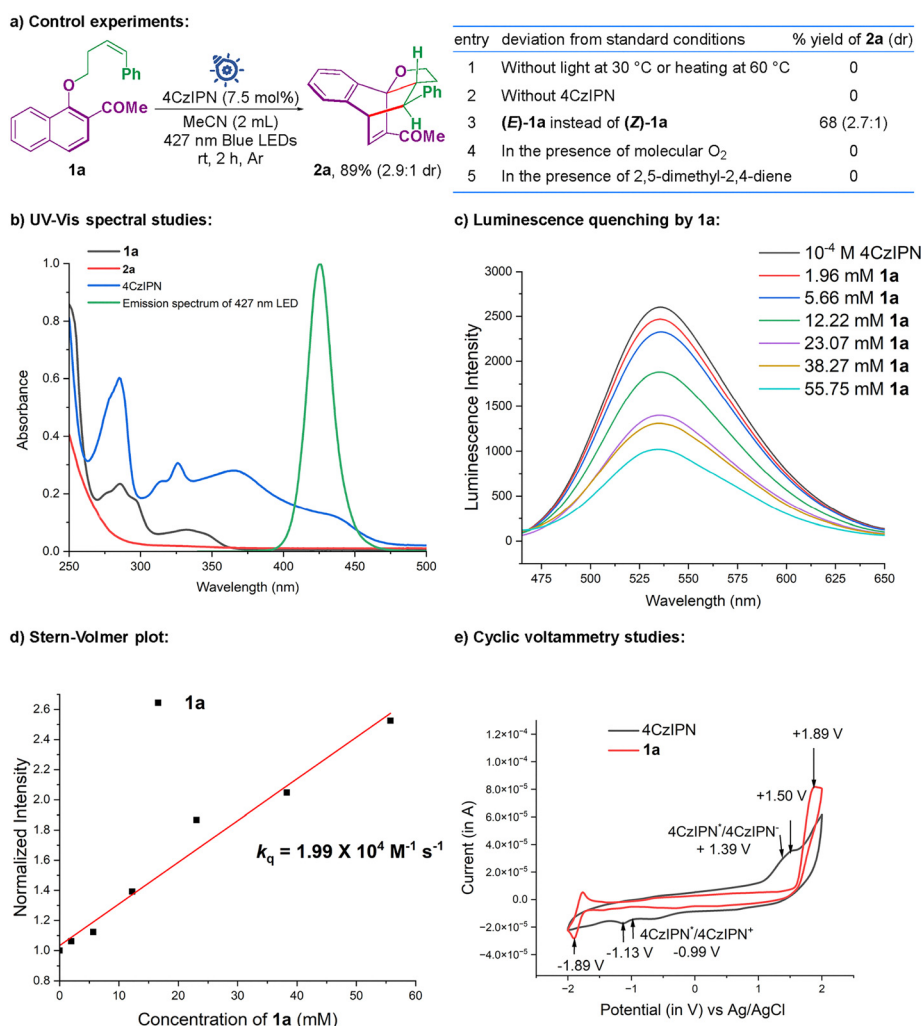 a) Control experiments:
O
Ph
COMe
1a
4CzIPN (7.5 mol%)
MeCN (2 mL)
427 nm Blue LEDs
rt, 2 h, Ar
H
O
Ph
H
COMe
2a, 89% (2.9:1 dr)
entry deviation from standard conditions % yield of 2a (dr)
1 Without light at 30 °C or heating at 60 °C 0
2 Without 4CzIPN 0
3 (E)-1a instead of (Z)-1a 68 (2.7:1)
4 In the presence of molecular O2 0
5 In the presence of 2,5-dimethyl-2,4-diene 0
b) UV-Vis spectral studies:
1a
2a
4CzIPN
Emission spectrum of 427 nm LED
Absorbance
1.0
0.8
0.6
0.4
0.2
0.0
250 300 350 400 450 500
Wavelength (nm)
c) Luminescence quenching by 1a:
10⁻⁴ M 4CzIPN
1.96 mM 1a
5.66 mM 1a
12.22 mM 1a
23.07 mM 1a
38.27 mM 1a
55.75 mM 1a
Luminescence Intensity
3000
2500
2000
1500
1000
500
0
475 500 525 550 575 600 625 650
Wavelength (nm)
d) Stern-Volmer plot:
1a
Normalized Intensity
2.6
2.4
2.2
2.0
1.8
1.6
1.4
1.2
1.0
0.8
kq = 1.99 X 10⁴ M⁻¹ s⁻¹
0 10 20 30 40 50 60
Concentration of 1a (mM)
e) Cyclic voltammetry studies:
4CzIPN
1a
Current (in A)
1.2×10⁻⁴
1.0×10⁻⁴
8.0×10⁻⁵
6.0×10⁻⁵
4.0×10⁻⁵
2.0×10⁻⁵
0.0
−2.0×10⁻⁵
−4.0×10⁻⁵
+1.89 V
+1.50 V
4CzIPN*/4CzIPN⁻
+ 1.39 V
4CzIPN*/4CzIPN⁺
-1.89 V
-1.13 V
-0.99 V
−2 −1 0 1 2
Potential (in V) vs Ag/AgCl